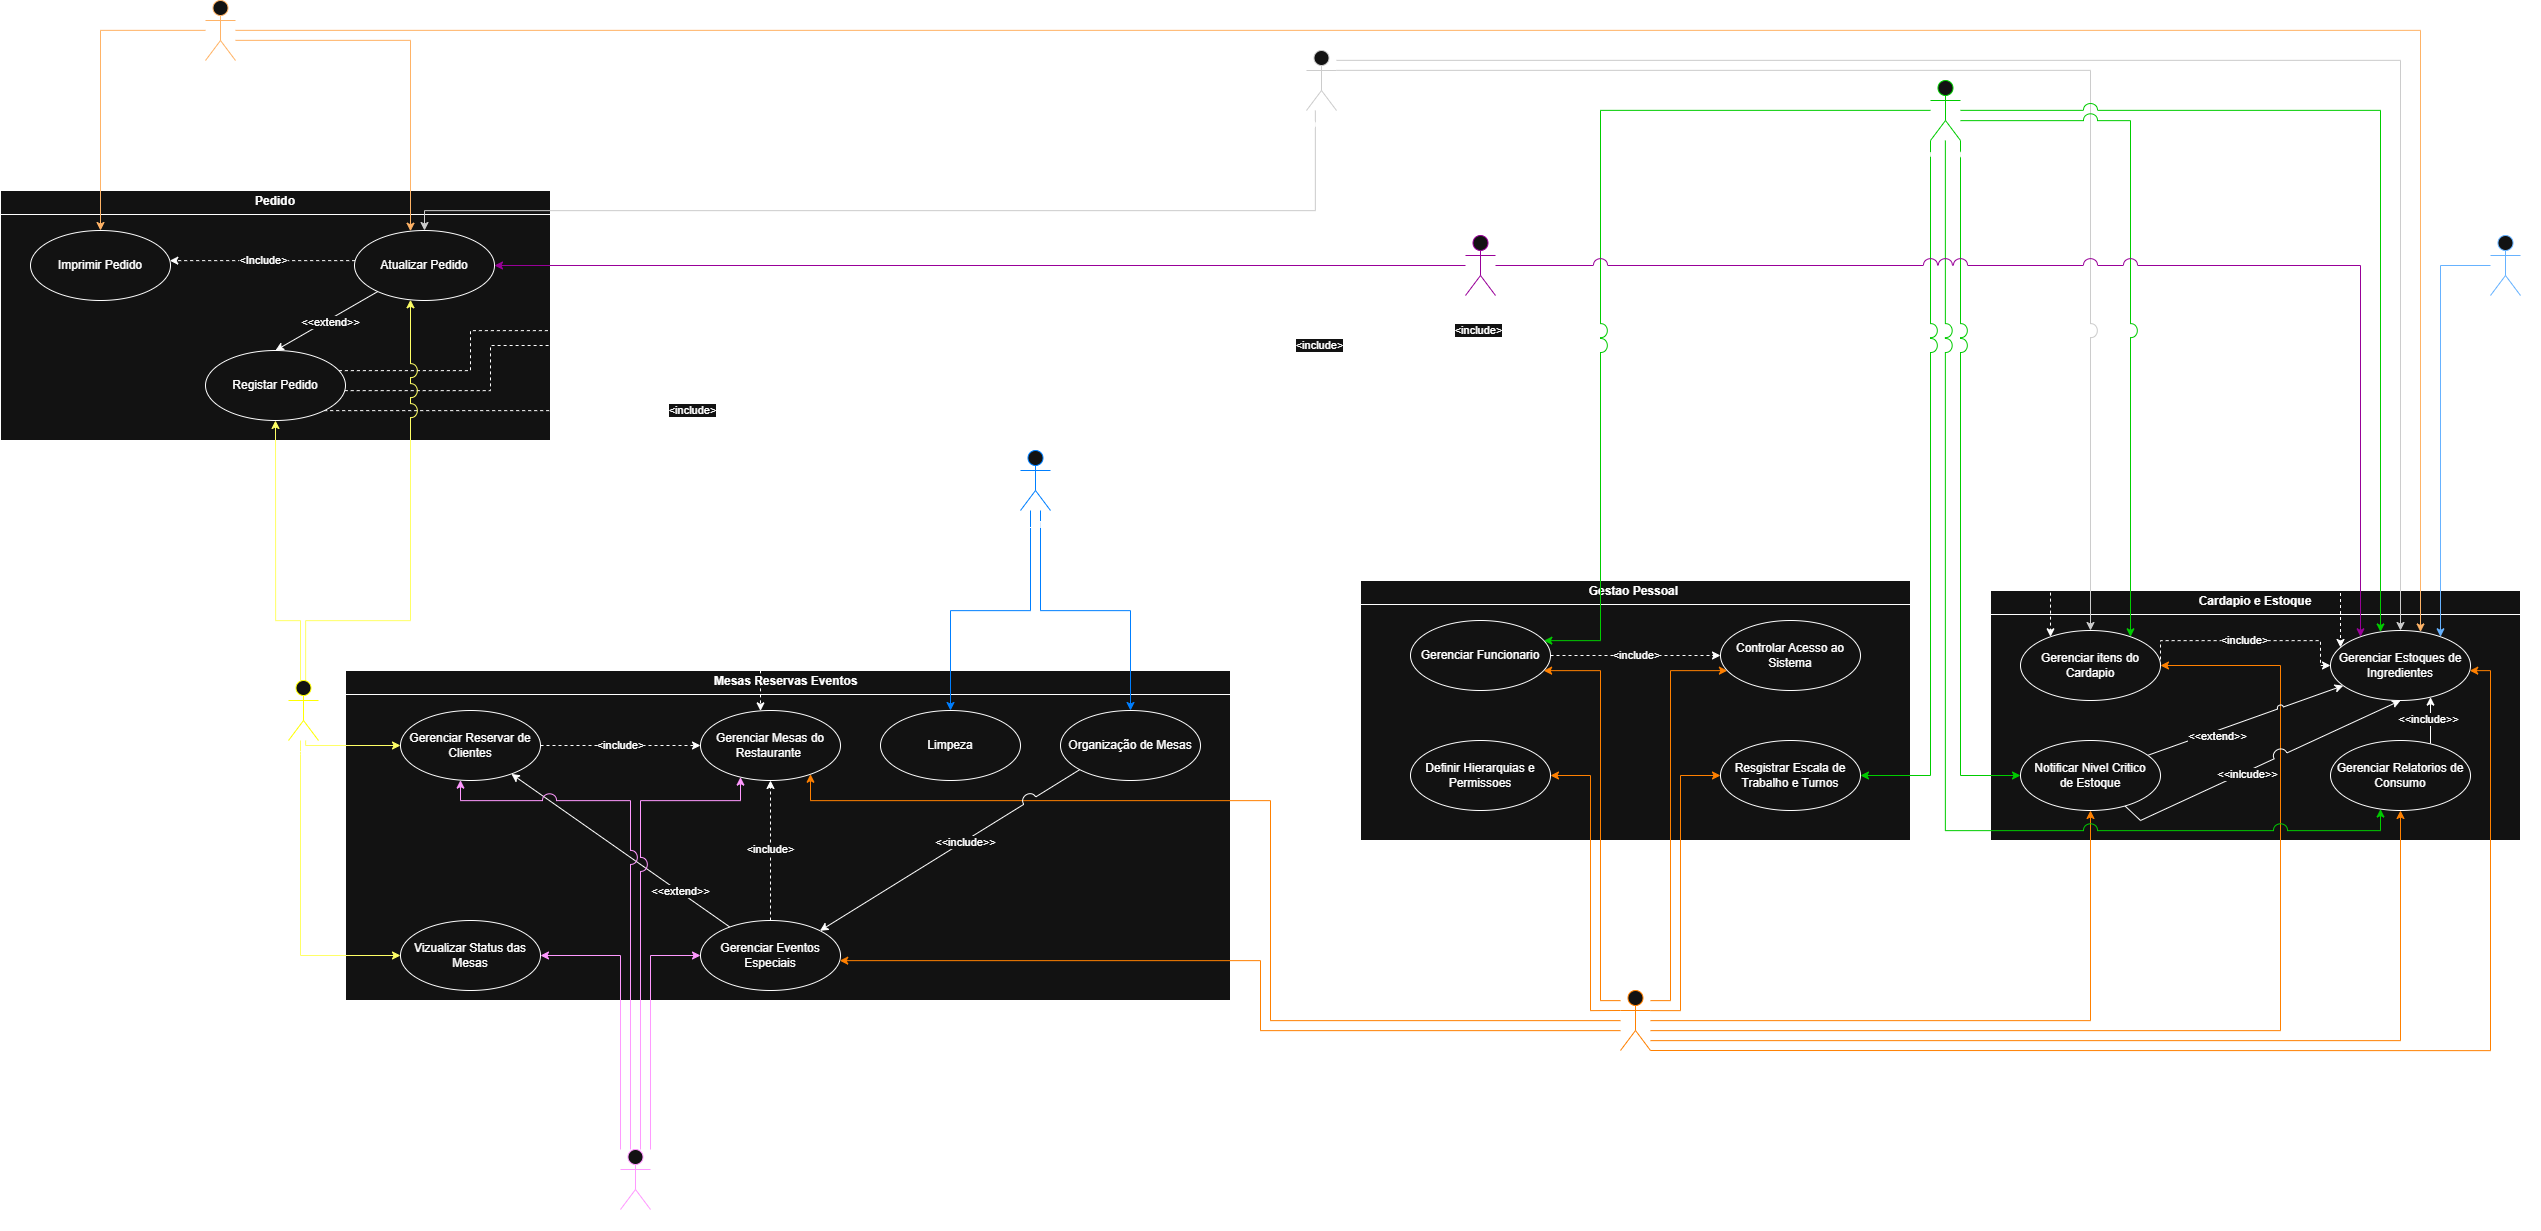 Pedido
Imprimir Pedido
<Include>
Atualizar Pedido
<<extend>>
Registar Pedido
<include>
<include>
<include>
Mesas Reservas Eventos
Gerenciar Reservar de
Clientes
<include>
Gerenciar Mesas do
Restaurante
Limpeza
Organização de Mesas
<include>
<<include>>
<<extend>>
Vizualizar Status das
Mesas
Gerenciar Eventos
Especiais
Gestao Pessoal
Gerenciar Funcionario
<include>
Controlar Acesso ao
Sistema
Definir Hierarquias e
Permissoes
Resgistrar Escala de
Trabalho e Turnos
Cardapio e Estoque
Gerenciar itens do
Cardapio
<include>
Gerenciar Estoques de
Ingredientes
<<include>>
<<extend>>
<<inlcude>>
Notificar Nivel Critico
de Estoque
Gerenciar Relatorios de
Consumo